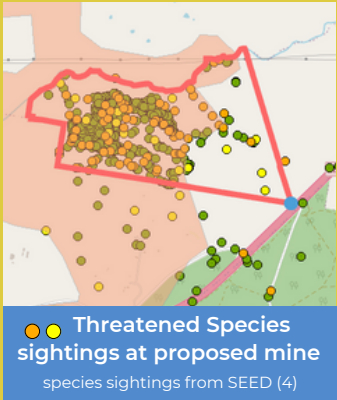 Threatened Species
sightings at proposed mine
species sightings from SEED (4)